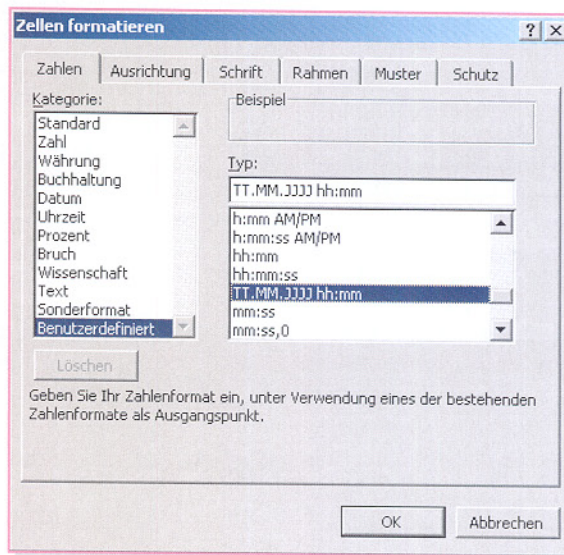 Zellen formatieren
Zahlen Ausrichtung Schrift Rahmen Muster Schutz
Kategorie:
Standard
Zahl
Währung
Buchhaltung
Datum
Uhrzeit
Prozent
Bruch
Wissenschaft
Text
Sonderformat
Benutzerdefiniert
Beispiel
Typ:
TT.MM.JJJJ hh:mm
h:mm AM/PM
h:mm:ss AM/PM
hh:mm
hh:mm:ss
TT.MM.JJJJ hh:mm
mm:ss
mm:ss,0
Löschen
Geben Sie Ihr Zahlenformat ein, unter Verwendung eines der bestehenden
Zahlenformate als Ausgangspunkt.
OK Abbrechen